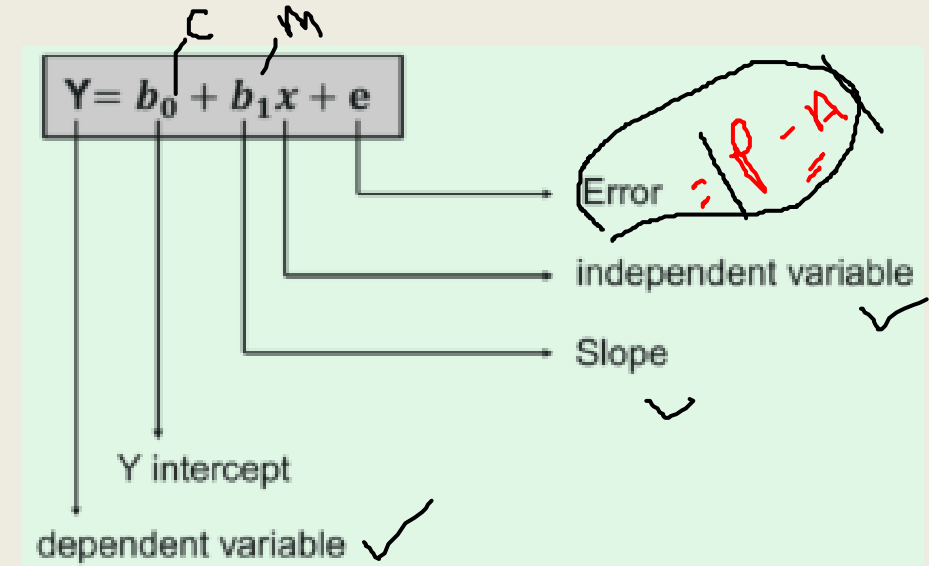 C m
Y= b₀ + b₁x + e
Error = P - A
independent variable
Slope
Y intercept
dependent variable